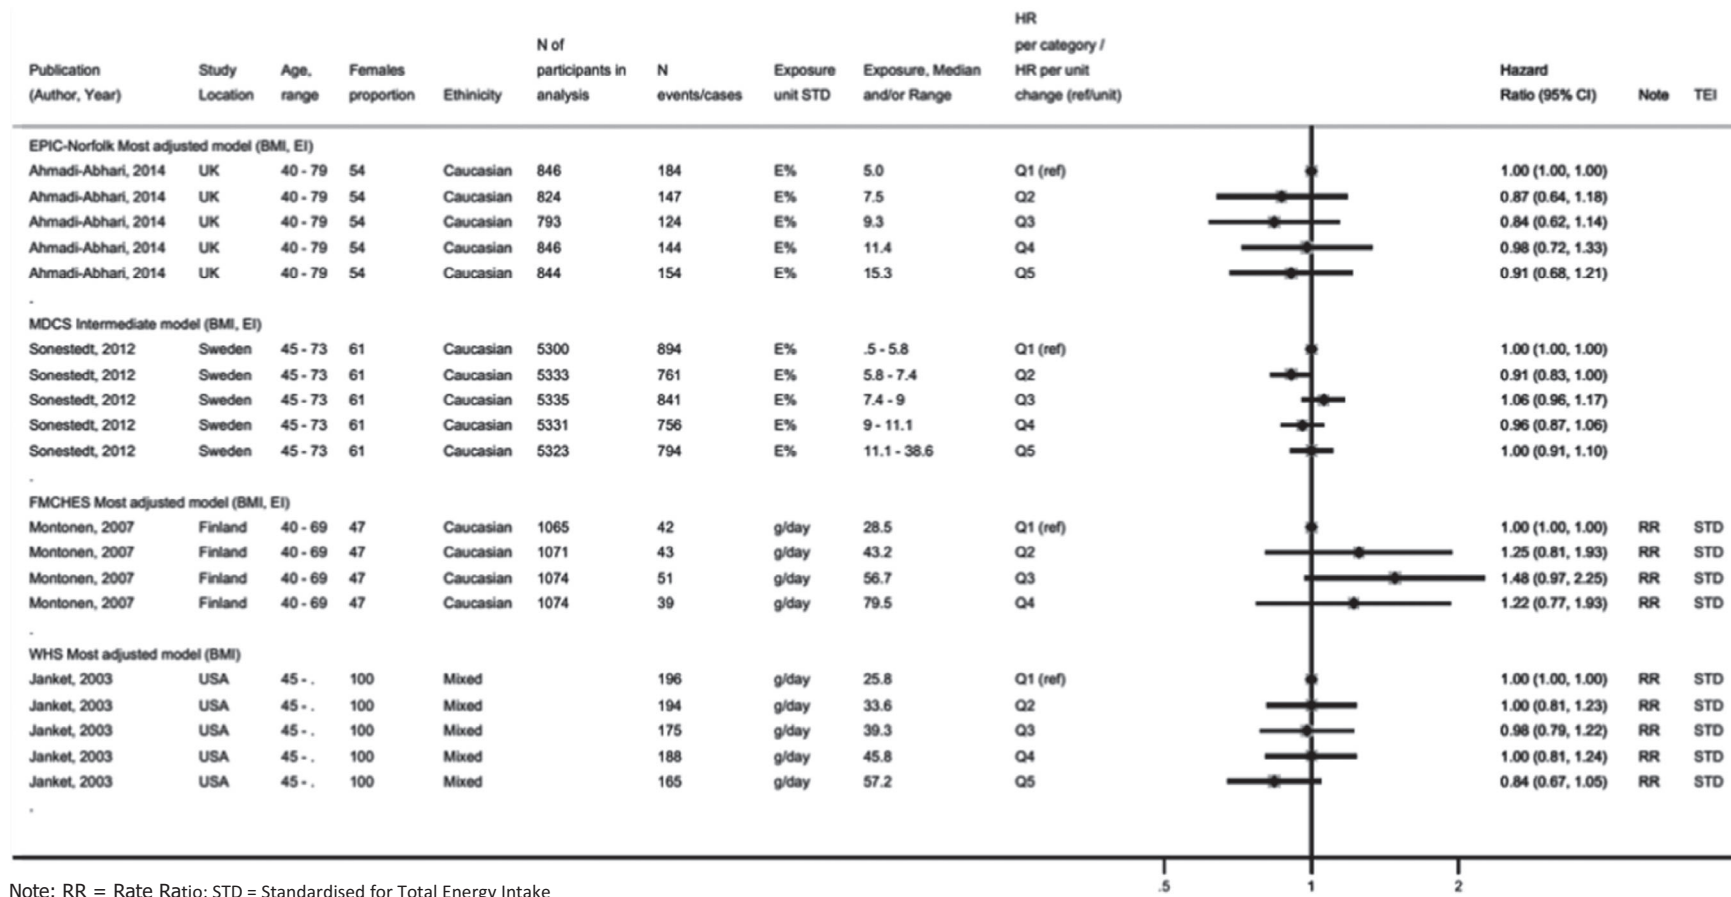 HR
N of per category /
Publication Study Age, Females participants in N Exposure Exposure, Median HR per unit Hazard
(Author, Year) Location range proportion Ethinicity analysis events/cases unit STD and/or Range change (ref/unit) Ratio (95% CI) Note TEI
EPIC-Norfolk Most adjusted model (BMI, EI)
Ahmadi-Abhari, 2014 UK 40 - 79 54 Caucasian 846 184 E% 5.0 Q1 (ref) 1.00 (1.00, 1.00)
Ahmadi-Abhari, 2014 UK 40 - 79 54 Caucasian 824 147 E% 7.5 Q2 0.87 (0.64, 1.18)
Ahmadi-Abhari, 2014 UK 40 - 79 54 Caucasian 793 124 E% 9.3 Q3 0.84 (0.62, 1.14)
Ahmadi-Abhari, 2014 UK 40 - 79 54 Caucasian 846 144 E% 11.4 Q4 0.98 (0.72, 1.33)
Ahmadi-Abhari, 2014 UK 40 - 79 54 Caucasian 844 154 E% 15.3 Q5 0.91 (0.68, 1.21)
.
MDCS Intermediate model (BMI, EI)
Sonestedt, 2012 Sweden 45 - 73 61 Caucasian 5300 894 E% .5 - 5.8 Q1 (ref) 1.00 (1.00, 1.00)
Sonestedt, 2012 Sweden 45 - 73 61 Caucasian 5333 761 E% 5.8 - 7.4 Q2 0.91 (0.83, 1.00)
Sonestedt, 2012 Sweden 45 - 73 61 Caucasian 5335 841 E% 7.4 - 9 Q3 1.06 (0.96, 1.17)
Sonestedt, 2012 Sweden 45 - 73 61 Caucasian 5331 756 E% 9 - 11.1 Q4 0.96 (0.87, 1.06)
Sonestedt, 2012 Sweden 45 - 73 61 Caucasian 5323 794 E% 11.1 - 38.6 Q5 1.00 (0.91, 1.10)
.
FMCHES Most adjusted model (BMI, EI)
Montonen, 2007 Finland 40 - 69 47 Caucasian 1065 42 g/day 28.5 Q1 (ref) 1.00 (1.00, 1.00) RR STD
Montonen, 2007 Finland 40 - 69 47 Caucasian 1071 43 g/day 43.2 Q2 1.25 (0.81, 1.93) RR STD
Montonen, 2007 Finland 40 - 69 47 Caucasian 1074 51 g/day 56.7 Q3 1.48 (0.97, 2.25) RR STD
Montonen, 2007 Finland 40 - 69 47 Caucasian 1074 39 g/day 79.5 Q4 1.22 (0.77, 1.93) RR STD
.
WHS Most adjusted model (BMI)
Janket, 2003 USA 45 - . 100 Mixed 196 g/day 25.8 Q1 (ref) 1.00 (1.00, 1.00) RR STD
Janket, 2003 USA 45 - . 100 Mixed 194 g/day 33.6 Q2 1.00 (0.81, 1.23) RR STD
Janket, 2003 USA 45 - . 100 Mixed 175 g/day 39.3 Q3 0.98 (0.79, 1.22) RR STD
Janket, 2003 USA 45 - . 100 Mixed 188 g/day 45.8 Q4 1.00 (0.81, 1.24) RR STD
Janket, 2003 USA 45 - . 100 Mixed 165 g/day 57.2 Q5 0.84 (0.67, 1.05) RR STD
.
.5 1 2
Note: RR = Rate Ratio; STD = Standardised for Total Energy Intake